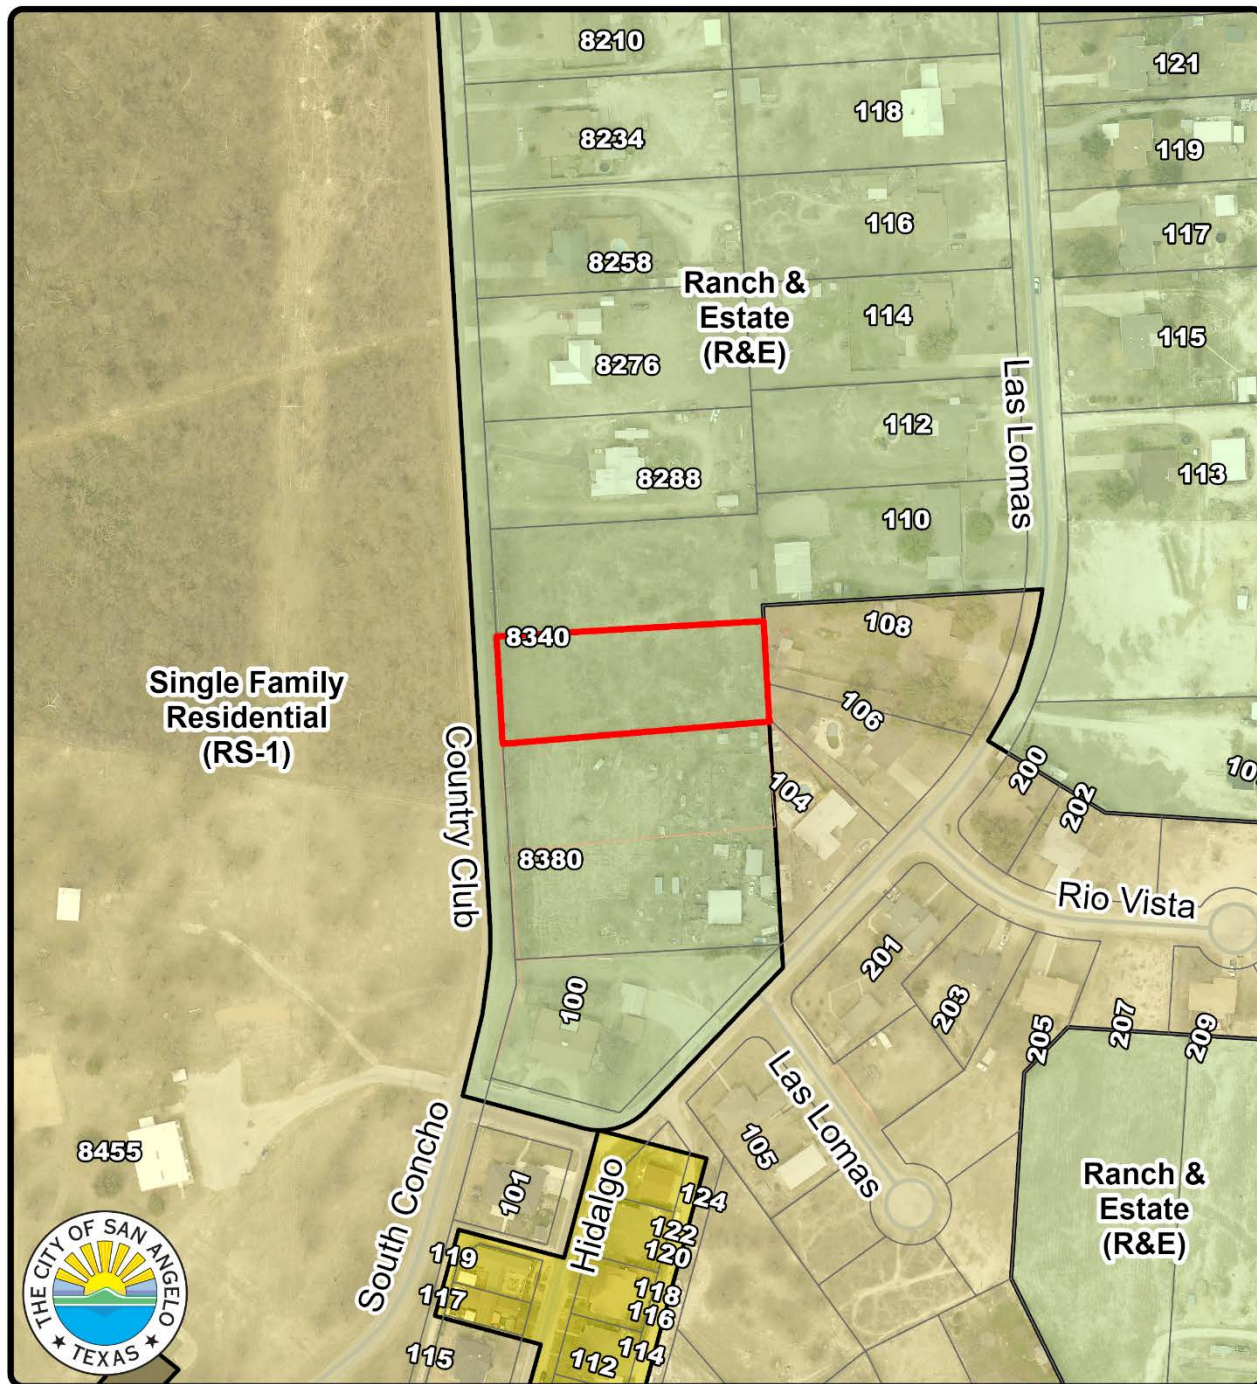 8210
121
118
8234
119
116
117
8258
Ranch &
Estate
(R&E)
114
115
8276
Las Lomas
112
8288
113
110
108
8340
Single Family
Residential
(RS-1)
106
Country Club
200
104
202
8380
Rio Vista
201
100
203
205
207
209
Las Lomas
105
8455
South Concho
101
Hidalgo
124
Ranch &
Estate
(R&E)
122
119
120
118
117
116
115
114
112
THE CITY OF SAN ANGELO
TEXAS